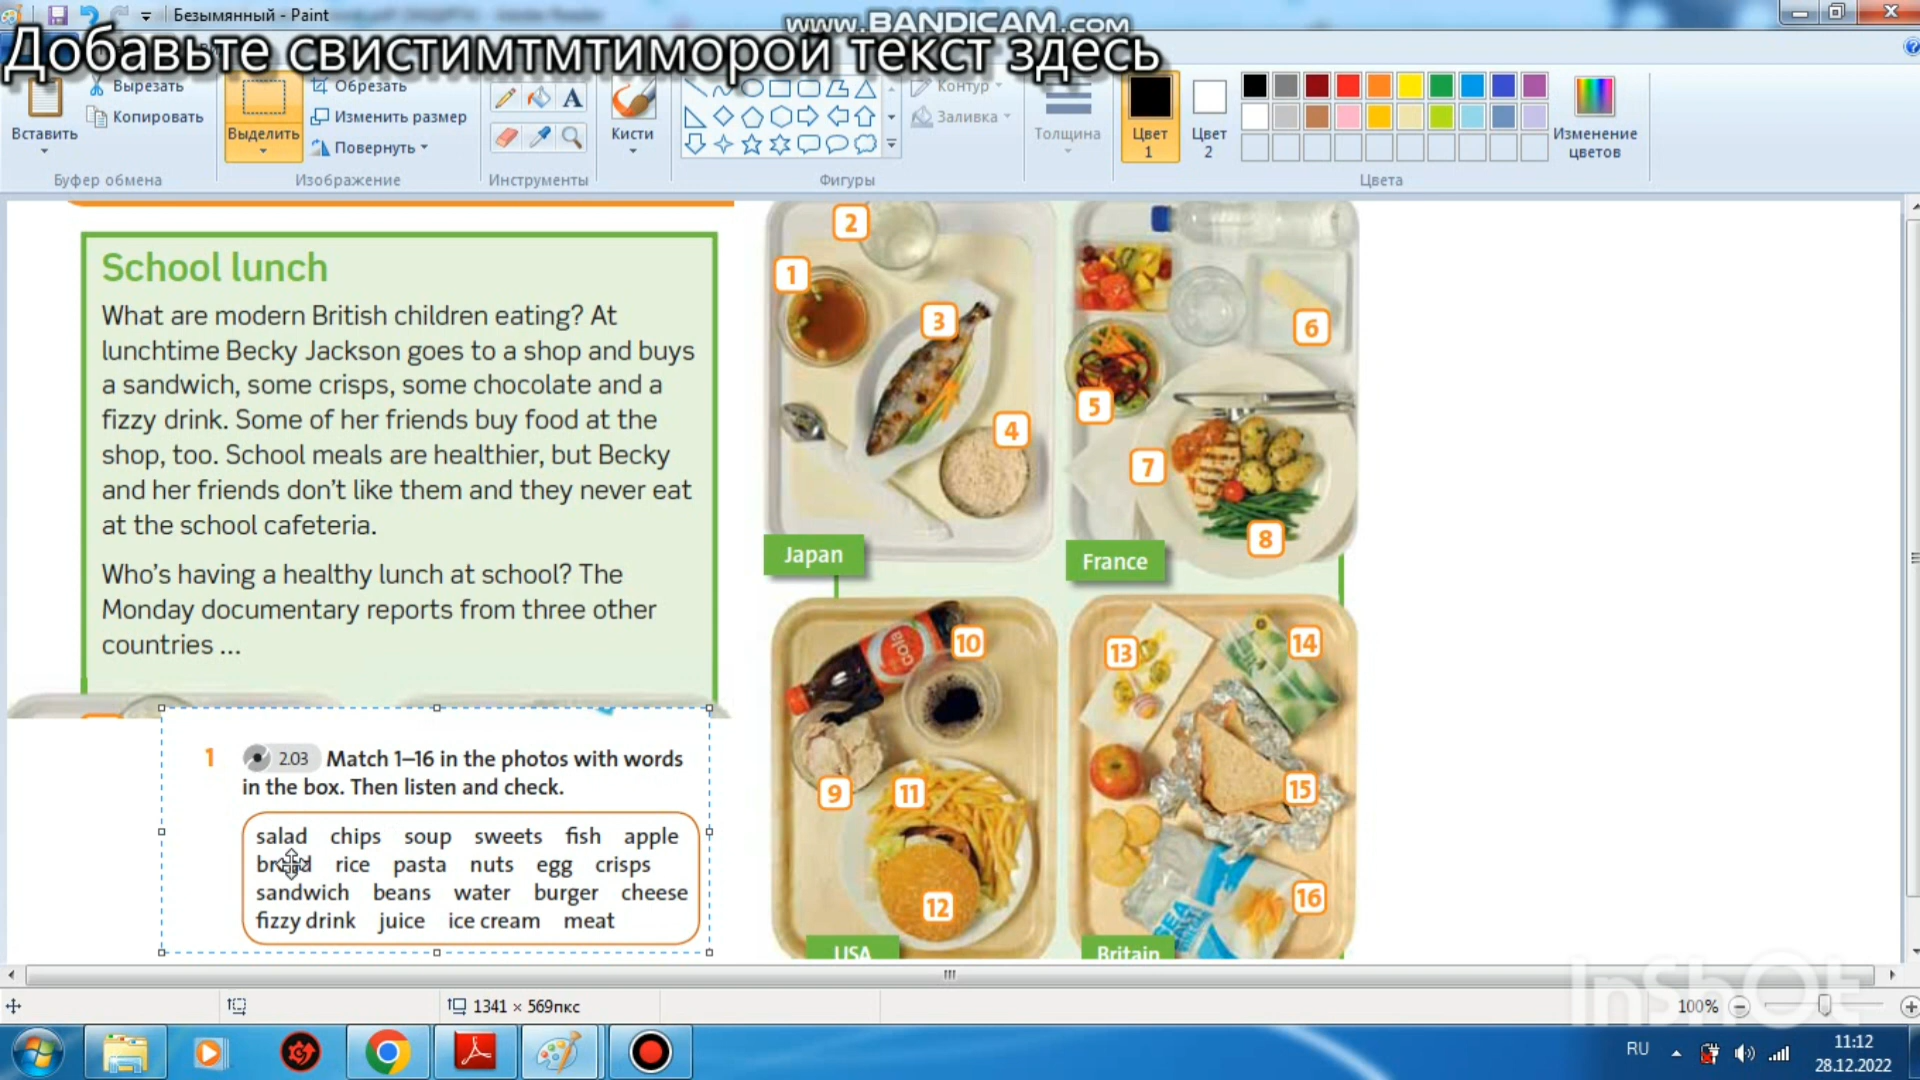 Безымянный - Paint
www.BANDICAM.com
Добавьте свистимтмтиморой текст здесь
Вставить
Вырезать
Копировать
Буфер обмена
Выделить
Обрезать
Изменить размер
Повернуть
Изображение
Инструменты
Кисти
Контур
Заливка
Фигуры
Толщина
Цвет 1
Цвет 2
Изменение цветов
Цвета
School lunch
What are modern British children eating? At
lunchtime Becky Jackson goes to a shop and buys
a sandwich, some crisps, some chocolate and a
fizzy drink. Some of her friends buy food at the
shop, too. School meals are healthier, but Becky
and her friends don't like them and they never eat
at the school cafeteria.
Who's having a healthy lunch at school? The
Monday documentary reports from three other
countries ...
1 2.03 Match 1–16 in the photos with words
in the box. Then listen and check.
salad chips soup sweets fish apple
bread rice pasta nuts egg crisps
sandwich beans water burger cheese
fizzy drink juice ice cream meat
2
1
3
4
Japan
6
5
7
8
France
10
cola
9
11
12
USA
13
14
15
16
SEA
Britain
InShOt
1341 × 569пкс
100%
RU
11:12
28.12.2022